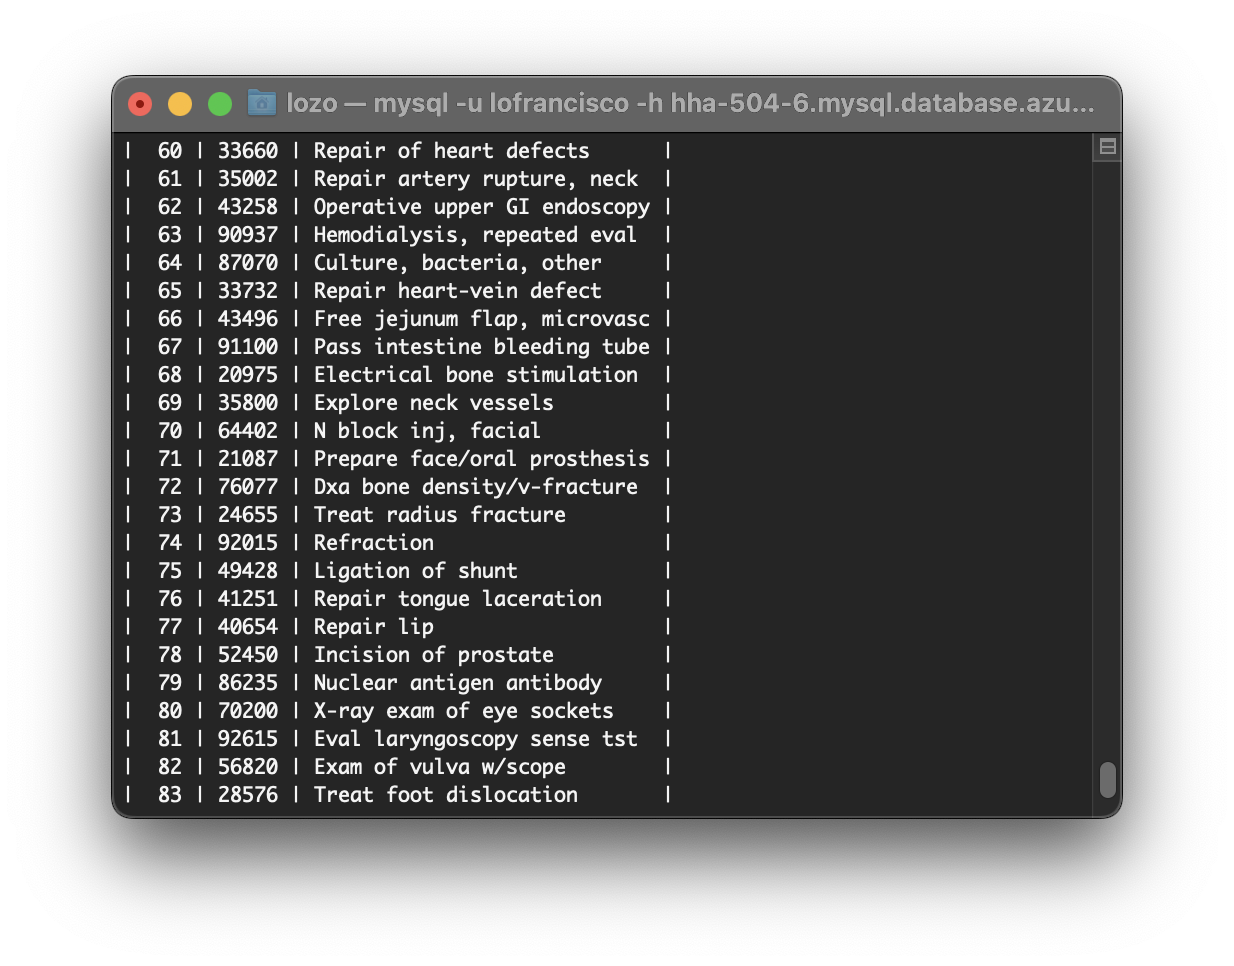 lozo — mysql -u lofrancisco -h hha-504-6.mysql.database.azu...
|  60 | 33660 | Repair of heart defects      |
|  61 | 35002 | Repair artery rupture, neck  |
|  62 | 43258 | Operative upper GI endoscopy |
|  63 | 90937 | Hemodialysis, repeated eval  |
|  64 | 87070 | Culture, bacteria, other     |
|  65 | 33732 | Repair heart-vein defect     |
|  66 | 43496 | Free jejunum flap, microvasc |
|  67 | 91100 | Pass intestine bleeding tube |
|  68 | 20975 | Electrical bone stimulation  |
|  69 | 35800 | Explore neck vessels         |
|  70 | 64402 | N block inj, facial          |
|  71 | 21087 | Prepare face/oral prosthesis |
|  72 | 76077 | Dxa bone density/v-fracture  |
|  73 | 24655 | Treat radius fracture        |
|  74 | 92015 | Refraction                   |
|  75 | 49428 | Ligation of shunt            |
|  76 | 41251 | Repair tongue laceration     |
|  77 | 40654 | Repair lip                   |
|  78 | 52450 | Incision of prostate         |
|  79 | 86235 | Nuclear antigen antibody     |
|  80 | 70200 | X-ray exam of eye sockets    |
|  81 | 92615 | Eval laryngoscopy sense tst  |
|  82 | 56820 | Exam of vulva w/scope        |
|  83 | 28576 | Treat foot dislocation       |